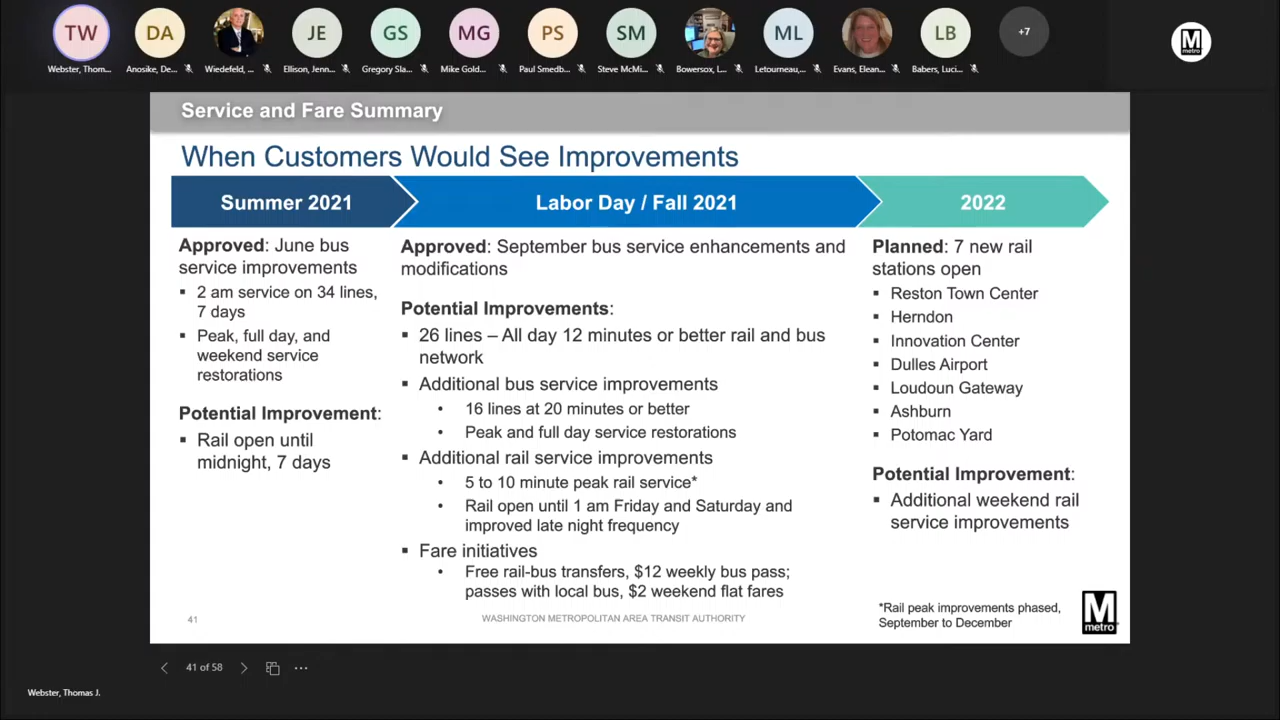 TW
DA
JE
GS
MG
PS
SM
ML
LB
+7
M
metro
Webster, Thom...
Anosike, De...
Wiedefeld, ...
Ellison, Jenn...
Gregory Sla...
Mike Gold...
Paul Smedb...
Steve McMi...
Bowersox, L...
Letourneau,...
Evans, Elean...
Babers, Luci...
Service and Fare Summary
When Customers Would See Improvements
Summer 2021
Labor Day / Fall 2021
2022
Approved: June bus
service improvements
▪ 2 am service on 34 lines,
7 days
▪ Peak, full day, and
weekend service
restorations
Potential Improvement:
▪ Rail open until
midnight, 7 days
Approved: September bus service enhancements and
modifications
Potential Improvements:
▪ 26 lines – All day 12 minutes or better rail and bus
network
▪ Additional bus service improvements
• 16 lines at 20 minutes or better
• Peak and full day service restorations
▪ Additional rail service improvements
• 5 to 10 minute peak rail service*
• Rail open until 1 am Friday and Saturday and
improved late night frequency
▪ Fare initiatives
• Free rail-bus transfers, $12 weekly bus pass;
passes with local bus, $2 weekend flat fares
Planned: 7 new rail
stations open
▪ Reston Town Center
▪ Herndon
▪ Innovation Center
▪ Dulles Airport
▪ Loudoun Gateway
▪ Ashburn
▪ Potomac Yard
Potential Improvement:
▪ Additional weekend rail
service improvements
*Rail peak improvements phased,
September to December
41
WASHINGTON METROPOLITAN AREA TRANSIT AUTHORITY
M
metro
41 of 58
Webster, Thomas J.